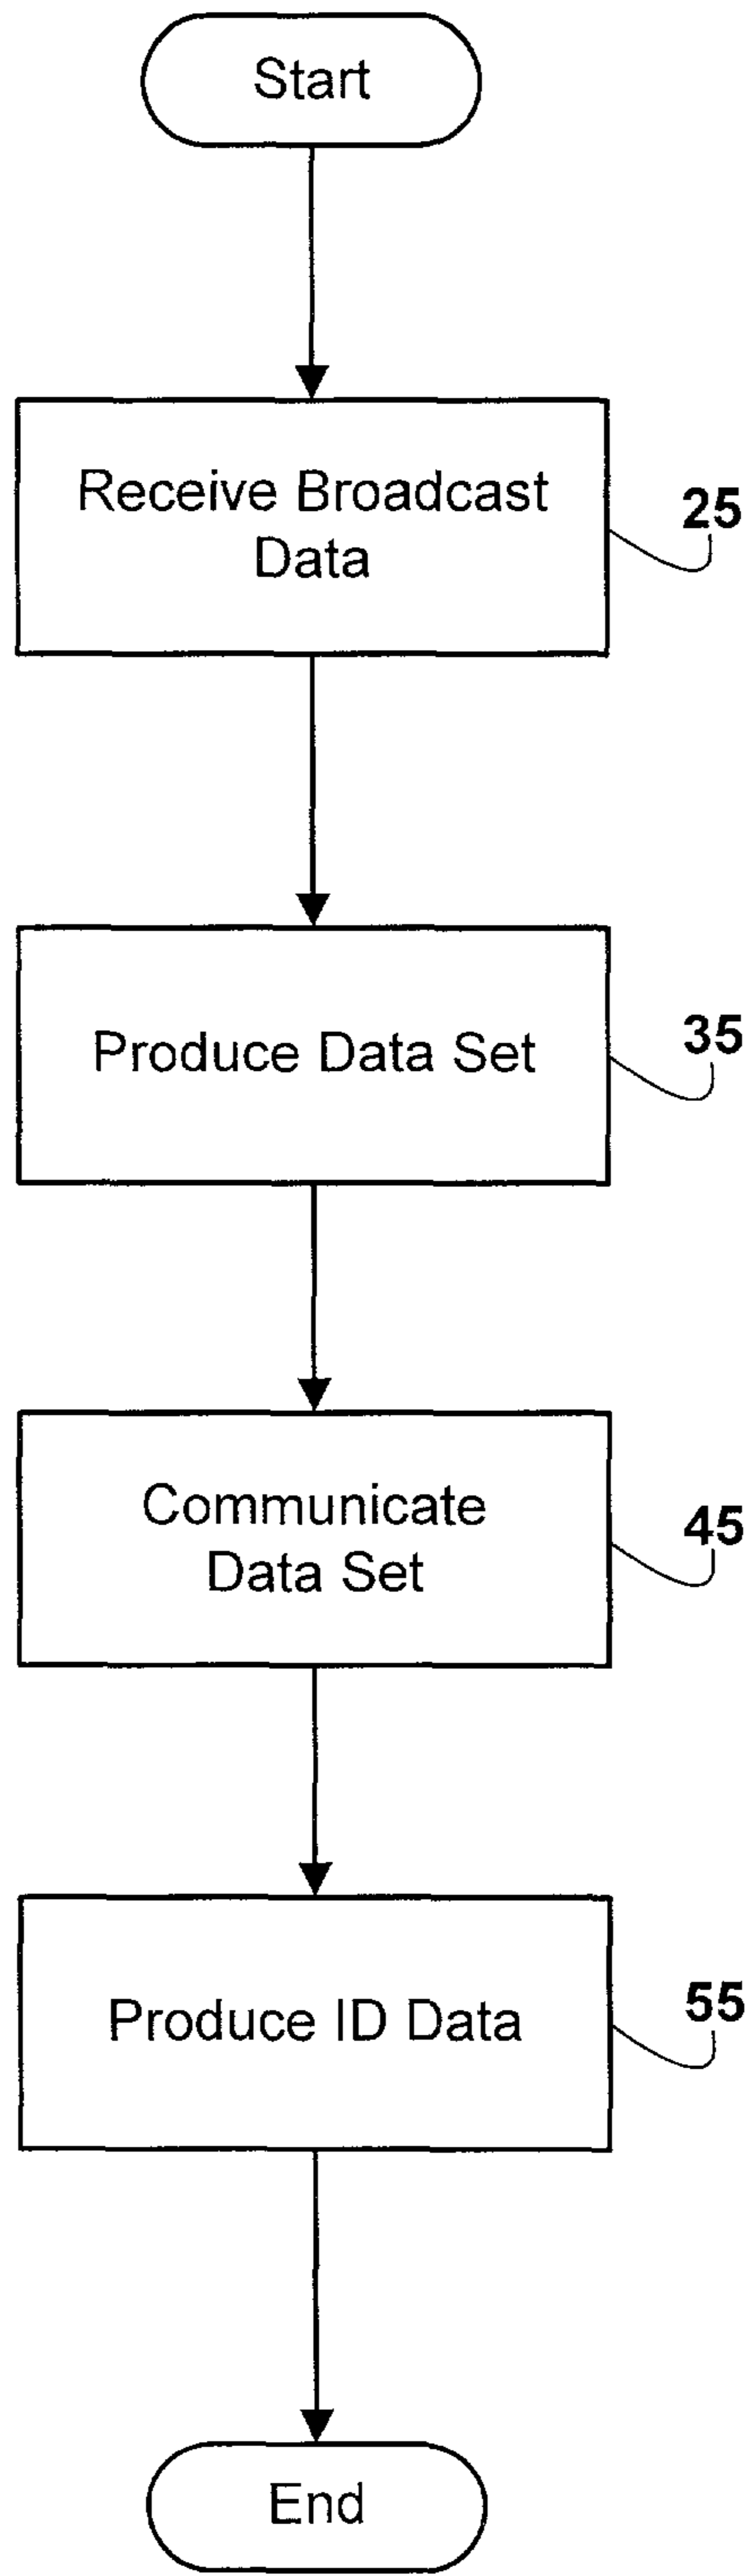 Start
Receive Broadcast
Data
25
Produce Data Set
35
Communicate
Data Set
45
Produce ID Data
55
End